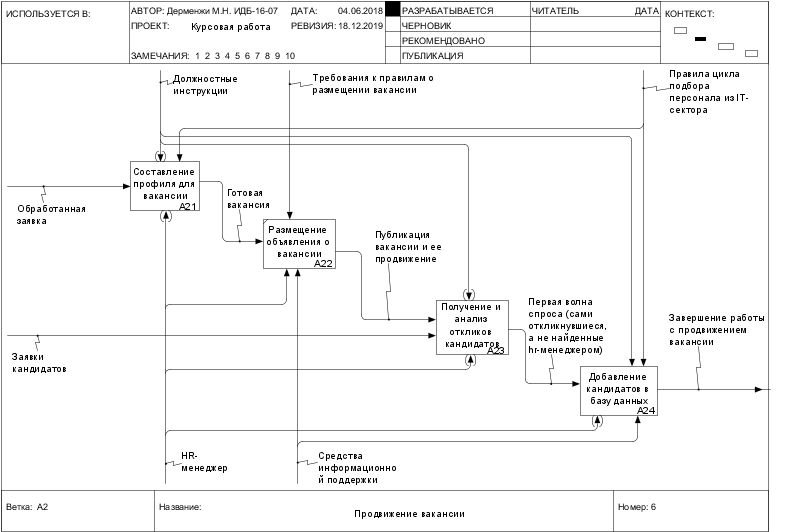 ИСПОЛЬЗУЕТСЯ В:
АВТОР: Дерменжи М.Н. ИДБ-16-07
ДАТА: 04.06.2018
РАЗРАБАТЫВАЕТСЯ
ЧИТАТЕЛЬ
ДАТА
КОНТЕКСТ:
ПРОЕКТ: Курсовая работа
РЕВИЗИЯ: 18.12.2019
ЧЕРНОВИК
РЕКОМЕНДОВАНО
ЗАМЕЧАНИЯ: 1 2 3 4 5 6 7 8 9 10
ПУБЛИКАЦИЯ
Должностные
инструкции
Требования к правилам о
размещении вакансии
Правила цикла
подбора
персонала из IT-
сектора
Составление
профиля для
вакансии
A21
Обработанная
заявка
Готовая
вакансия
Размещение
объявления о
вакансии
A22
Публикация
вакансии и ее
продвижение
Получение и
анализ
откликов
кандидатов
A23
Первая волна
спроса (сами
откликнувшиеся,
а не найденные
hr-менеджером)
Завершение работы
с продвижением
вакансии
Заявки
кандидатов
Добавление
кандидатов в
базу данных
A24
HR-
менеджер
Средства
информационно
й поддержки
Ветка: A2
Название:
Продвижение вакансии
Номер: 6